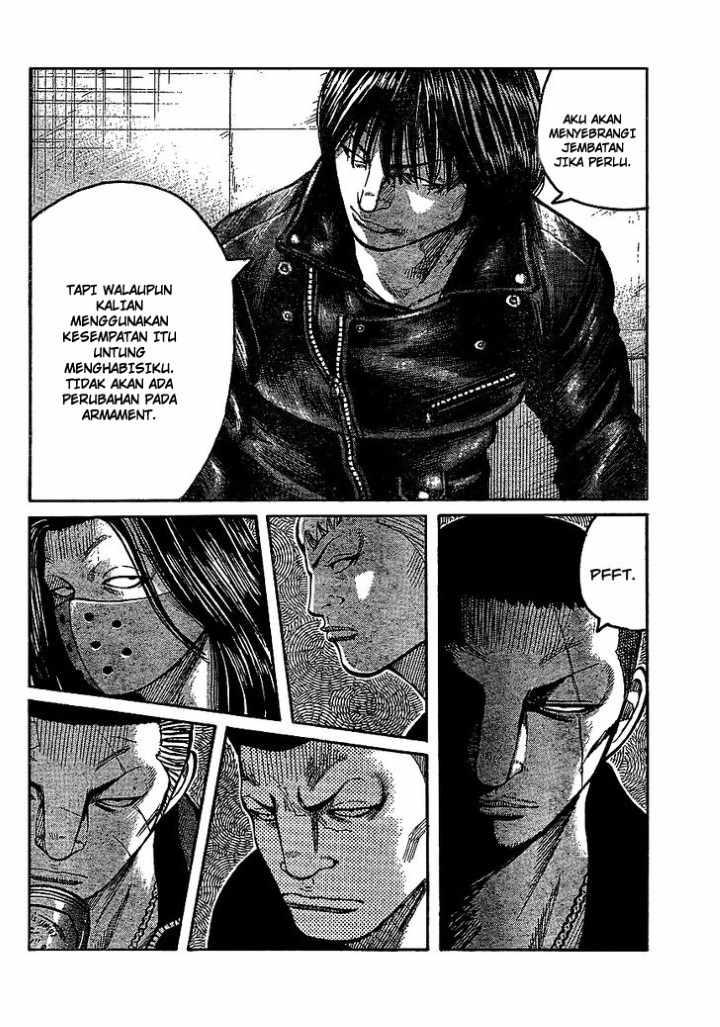 AKU AKAN
MENYEBRANGI
JEMBATAN
JIKA PERLU.
TAPI WALAUPUN
KALIAN
MENGGUNAKAN
KESEMPATAN ITU
UNTUNG
MENGHABISIKU.
TIDAK AKAN ADA
PERUBAHAN PADA
ARMAMENT.
PFFT.